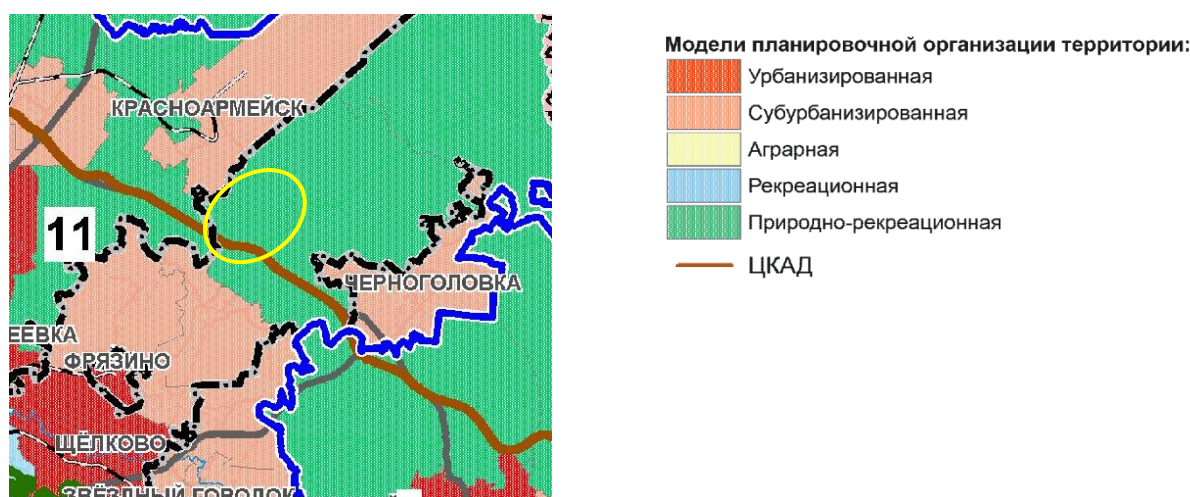 КРАСНОАРМЕЙСК
11
ЧЕРНОГОЛОВКА
ЕЕВКА
ФРЯЗИНО
ЩЁЛКОВО
ЗВЁЗДНЫЙ ГОРОДОК
Модели планировочной организации территории:
Урбанизированная
Субурбанизированная
Аграрная
Рекреационная
Природно-рекреационная
ЦКАД